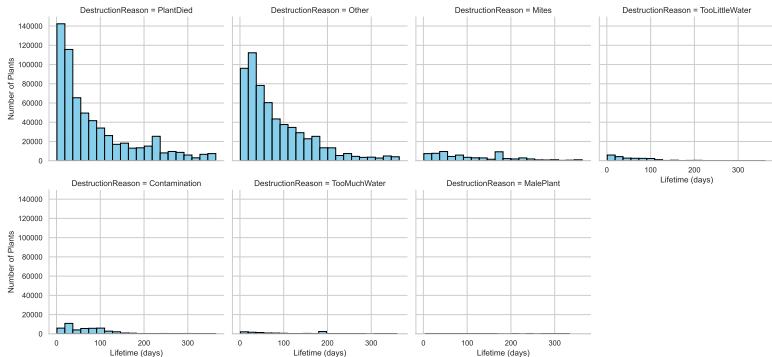 DestructionReason = PlantDied
DestructionReason = Other
DestructionReason = Mites
DestructionReason = TooLittleWater
Number of Plants
140000
120000
100000
80000
60000
40000
20000
0
0 100 200 300
Lifetime (days)
DestructionReason = Contamination
DestructionReason = TooMuchWater
DestructionReason = MalePlant
Number of Plants
140000
120000
100000
80000
60000
40000
20000
0
0 100 200 300
Lifetime (days)
0 100 200 300
Lifetime (days)
0 100 200 300
Lifetime (days)